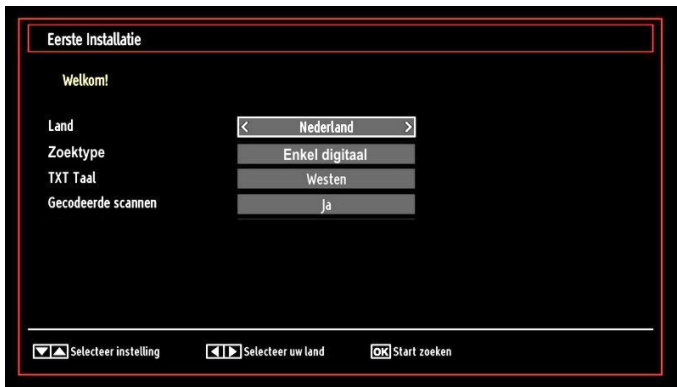 Eerste Installatie
Welkom!
Land < Nederland >
Zoektype Enkel digitaal
TXT Taal Westen
Gecodeerde scannen Ja
Selecteer instelling Selecteer uw land OK Start zoeken